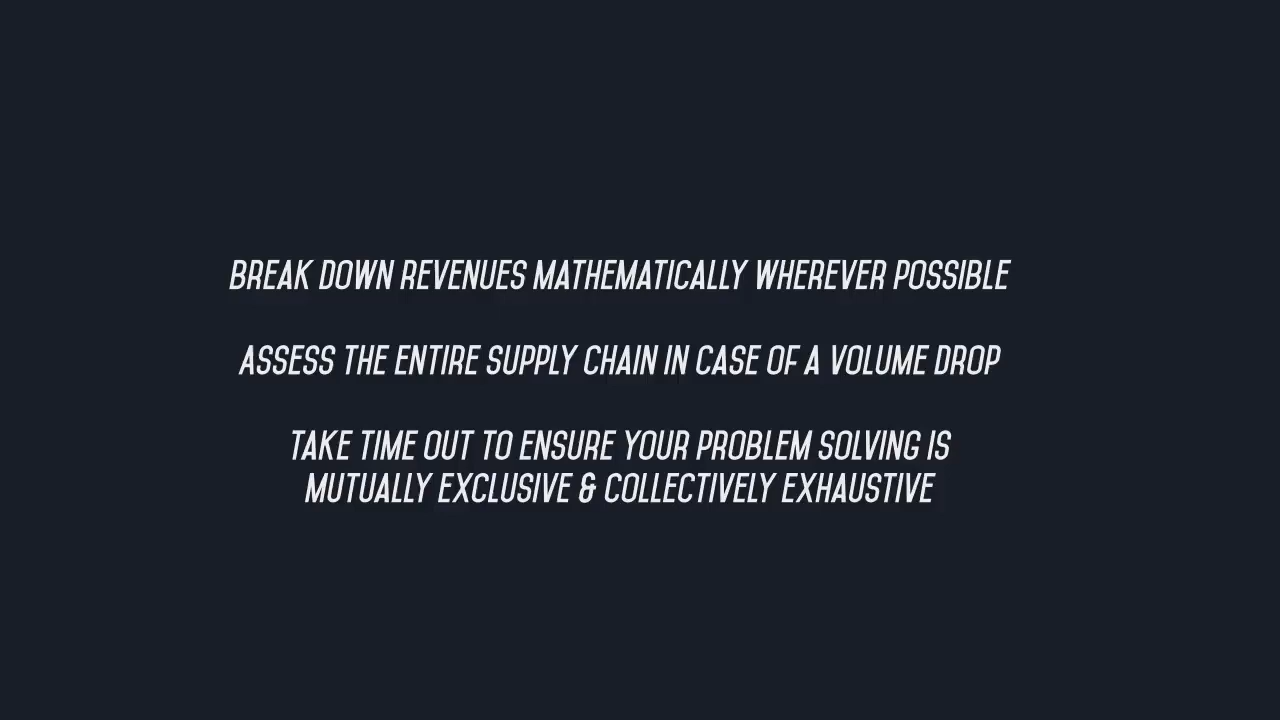 BREAK DOWN REVENUES MATHEMATICALLY WHEREVER POSSIBLE
ASSESS THE ENTIRE SUPPLY CHAIN IN CASE OF A VOLUME DROP
TAKE TIME OUT TO ENSURE YOUR PROBLEM SOLVING IS
MUTUALLY EXCLUSIVE & COLLECTIVELY EXHAUSTIVE